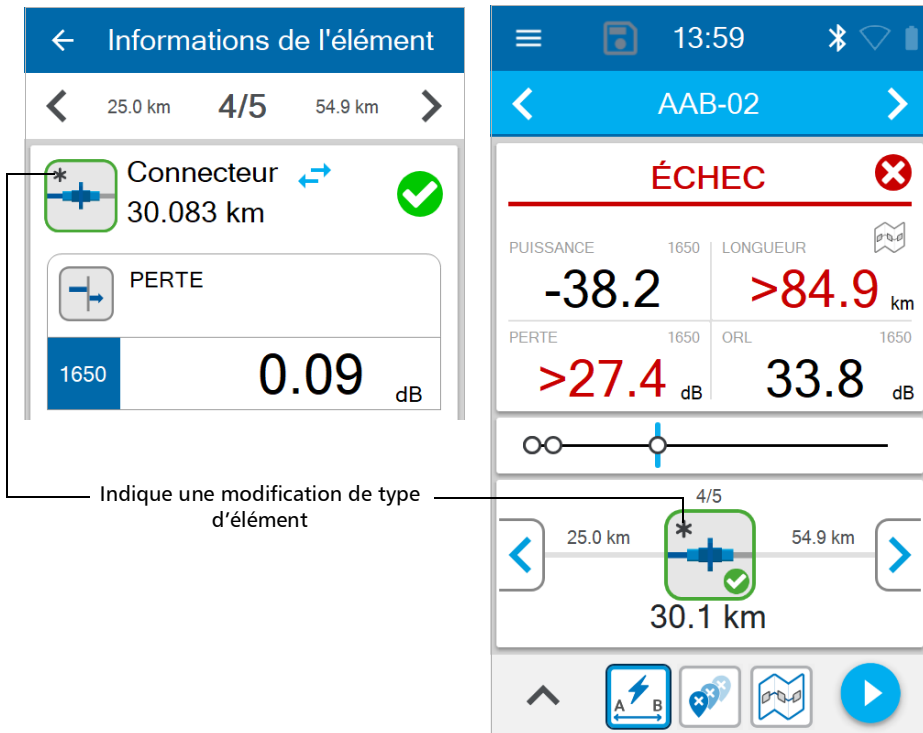 Informations de l'élément
25.0 km 4/5 54.9 km
* Connecteur
30.083 km
PERTE
1650 0.09 dB
Indique une modification de type
d'élément
13:59
AAB-02
ÉCHEC
PUISSANCE 1650 LONGUEUR
-38.2 >84.9 km
PERTE 1650 ORL 1650
>27.4 dB 33.8 dB
4/5
25.0 km * 54.9 km
30.1 km
A B